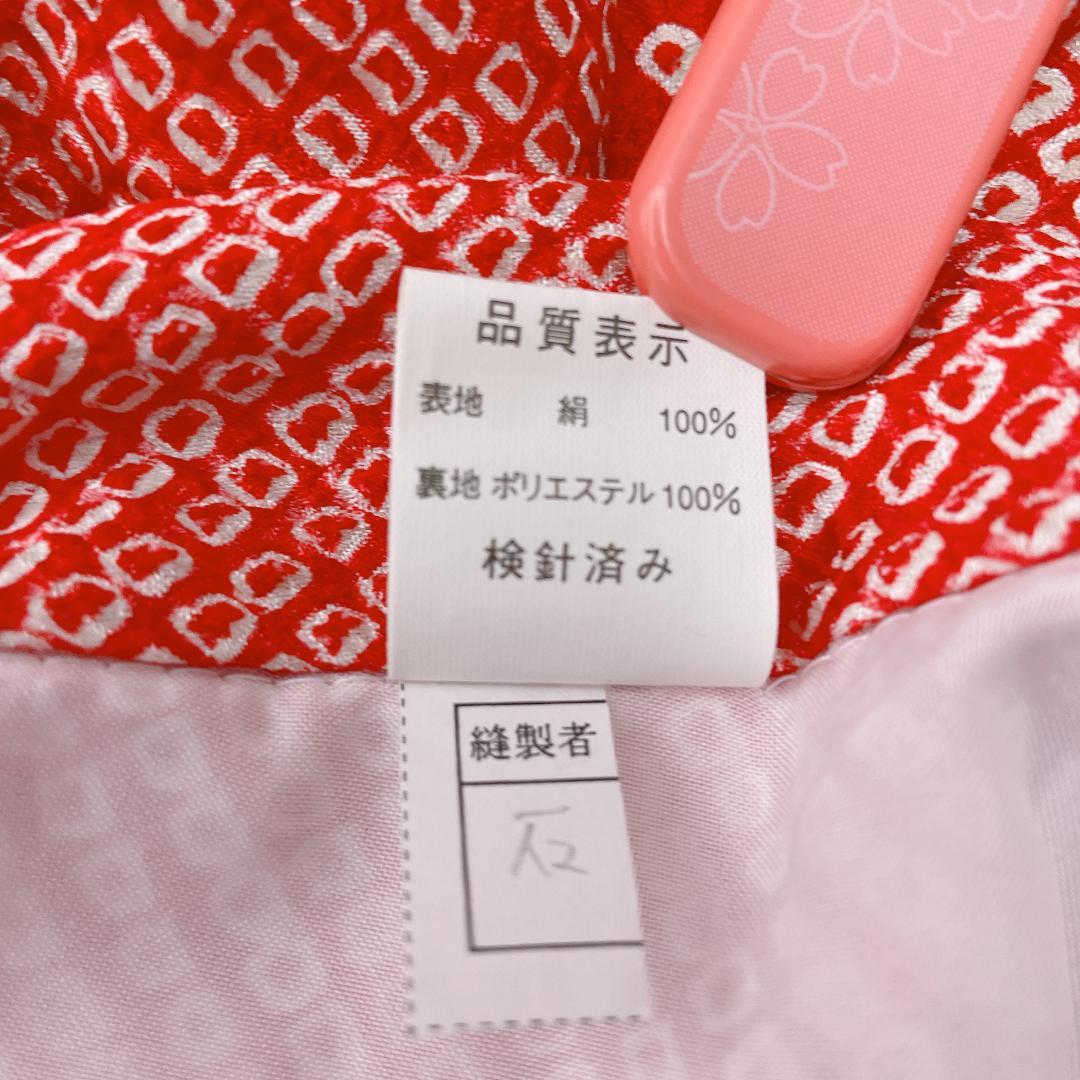 品質表示
表地 絹 100%
裏地 ポリエステル 100%
検針済み
縫製者
石